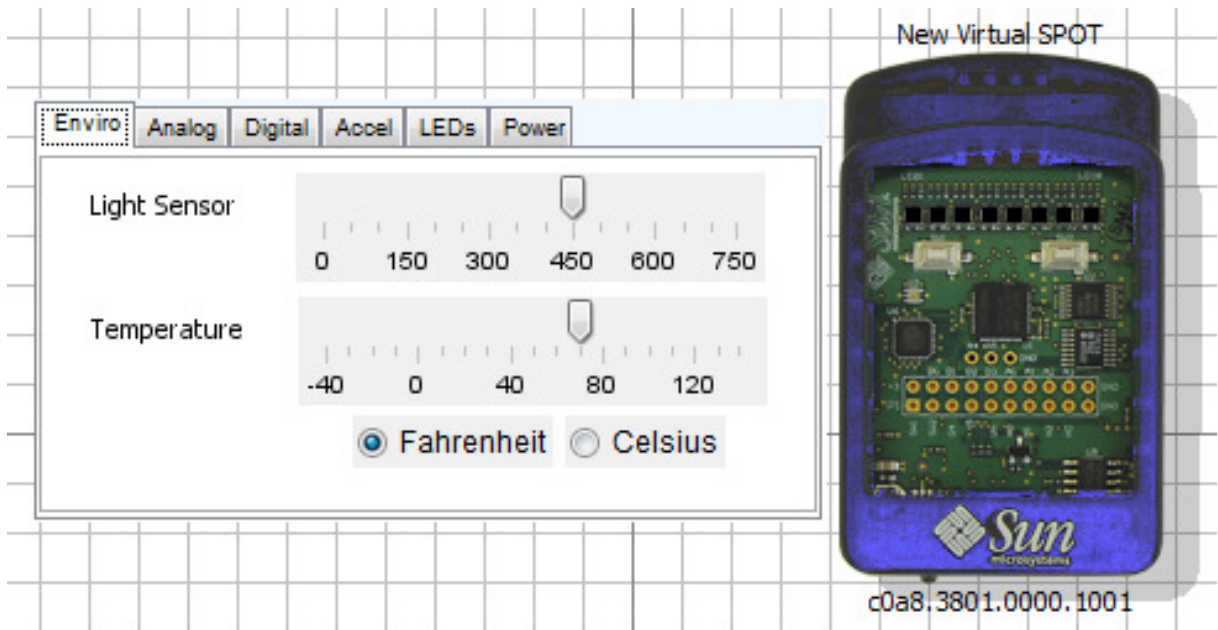 New Virtual SPOT
Enviro Analog Digital Accel LEDs Power
Light Sensor
0 150 300 450 600 750
Temperature
-40 0 40 80 120
Fahrenheit Celsius
Sun
microsystems
c0a8.3801.0000.1001